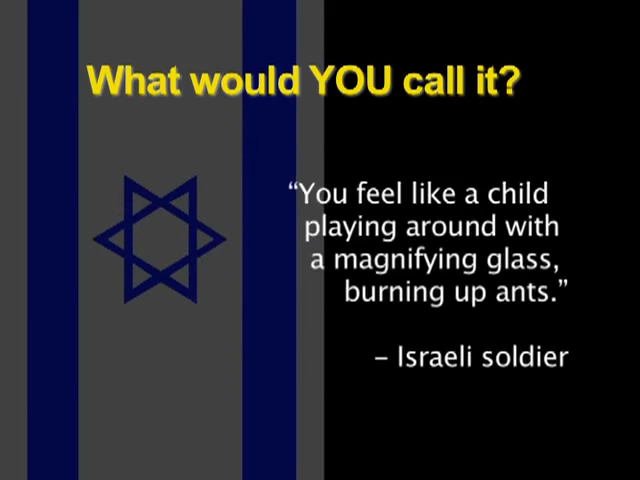 What would YOU call it?
“You feel like a child
playing around with
a magnifying glass,
burning up ants.”
– Israeli soldier